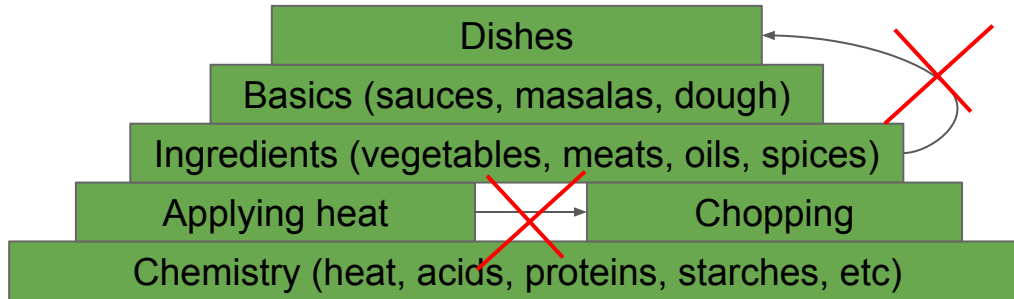 Dishes
Basics (sauces, masalas, dough)
Ingredients (vegetables, meats, oils, spices)
Applying heat
Chopping
Chemistry (heat, acids, proteins, starches, etc)